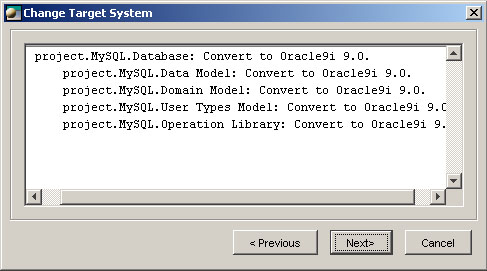 Change Target System
project.MySQL.Database: Convert to Oracle9i 9.0.
project.MySQL.Data Model: Convert to Oracle9i 9.0.
project.MySQL.Domain Model: Convert to Oracle9i 9.0.
project.MySQL.User Types Model: Convert to Oracle9i 9.0
project.MySQL.Operation Library: Convert to Oracle9i 9.
< Previous
Next>
Cancel